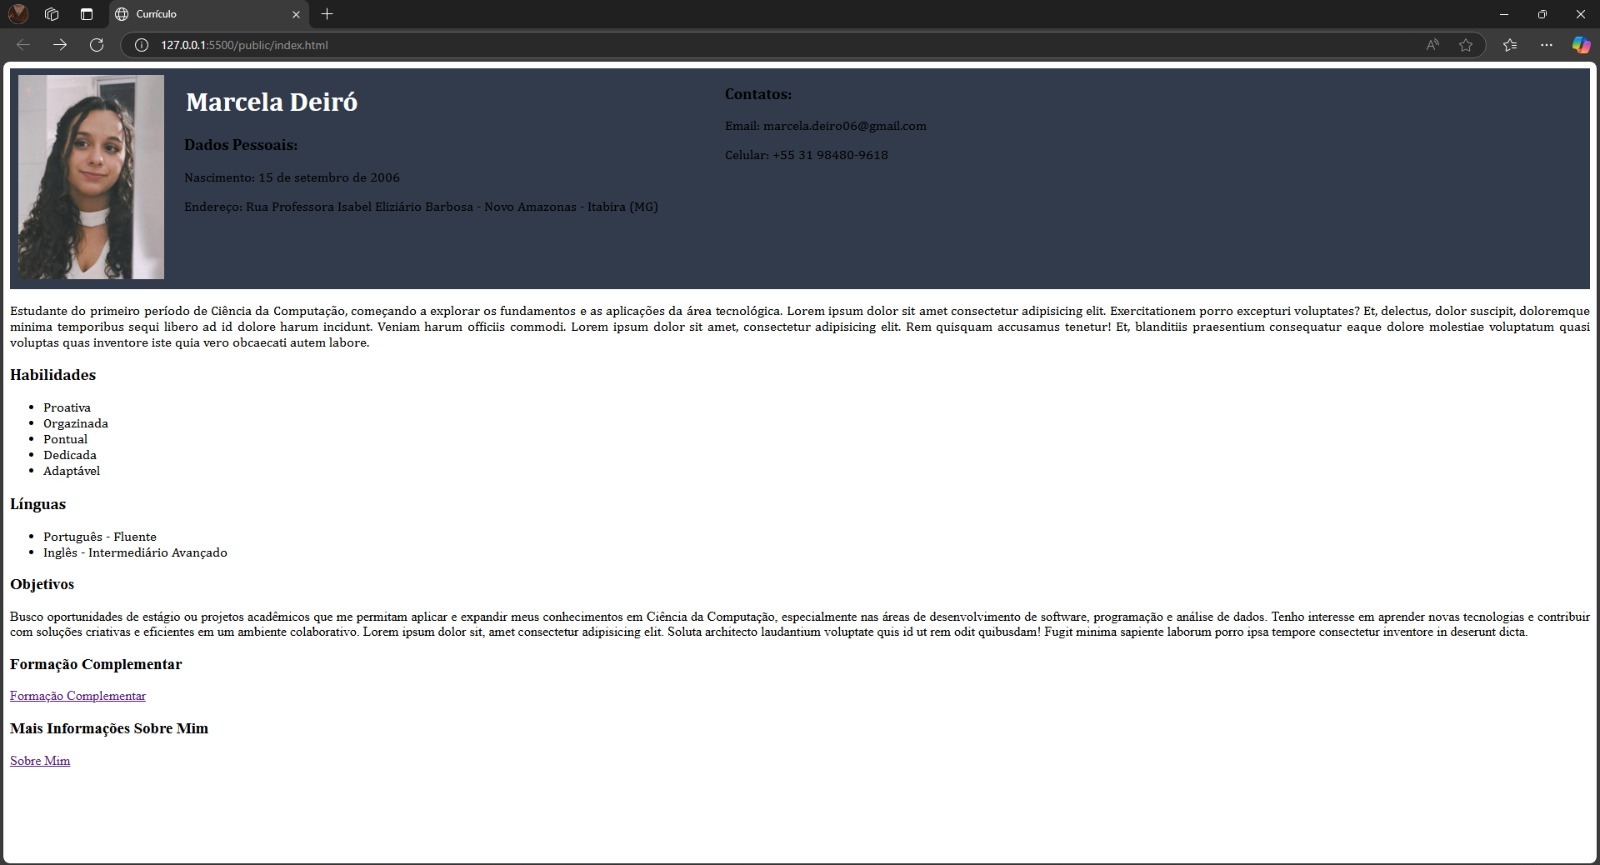 Currículo
127.0.0.1:5500/public/index.html
Marcela Deiró
Dados Pessoais:
Nascimento: 15 de setembro de 2006
Endereço: Rua Professora Isabel Eliziário Barbosa - Novo Amazonas - Itabira (MG)
Contatos:
Email: marcela.deiro06@gmail.com
Celular: +55 31 98480-9618
Estudante do primeiro período de Ciência da Computação, começando a explorar os fundamentos e as aplicações da área tecnológica. Lorem ipsum dolor sit amet consectetur adipisicing elit. Exercitationem porro excepturi voluptates? Et, delectus, dolor suscipit, doloremque
minima temporibus sequi libero ad id dolore harum incidunt. Veniam harum officiis commodi. Lorem ipsum dolor sit amet, consectetur adipisicing elit. Rem quisquam accusamus tenetur! Et, blanditiis praesentium consequatur eaque dolore molestiae voluptatum quasi
voluptas quas inventore iste quia vero obcaecati autem labore.
Habilidades
Proativa
Orgazinada
Pontual
Dedicada
Adaptável
Línguas
Português - Fluente
Inglês - Intermediário Avançado
Objetivos
Busco oportunidades de estágio ou projetos acadêmicos que me permitam aplicar e expandir meus conhecimentos em Ciência da Computação, especialmente nas áreas de desenvolvimento de software, programação e análise de dados. Tenho interesse em aprender novas tecnologias e contribuir
com soluções criativas e eficientes em um ambiente colaborativo. Lorem ipsum dolor sit, amet consectetur adipisicing elit. Soluta architecto laudantium voluptate quis id ut rem odit quibusdam! Fugit minima sapiente laborum porro ipsa tempore consectetur inventore in deserunt dicta.
Formação Complementar
Formação Complementar
Mais Informações Sobre Mim
Sobre Mim